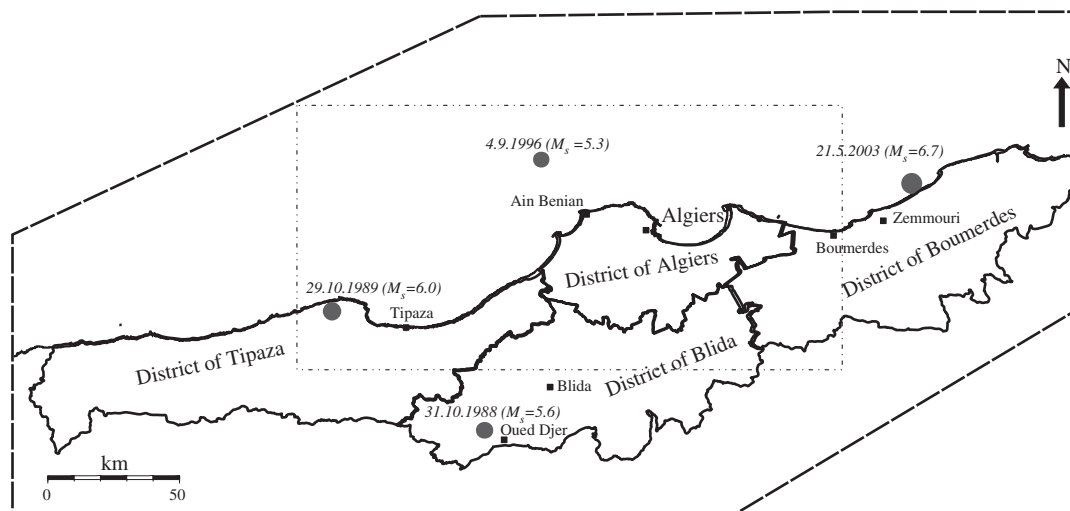 N
4.9.1996 (Ms =5.3)
21.5.2003 (Ms=6.7)
Ain Benian
Algiers
Zemmouri
Boumerdes
District of Algiers
District of Boumerdes
29.10.1989 (Ms=6.0)
Tipaza
District of Tipaza
District of Blida
Blida
31.10.1988 (Ms=5.6)
Oued Djer
km
0 50